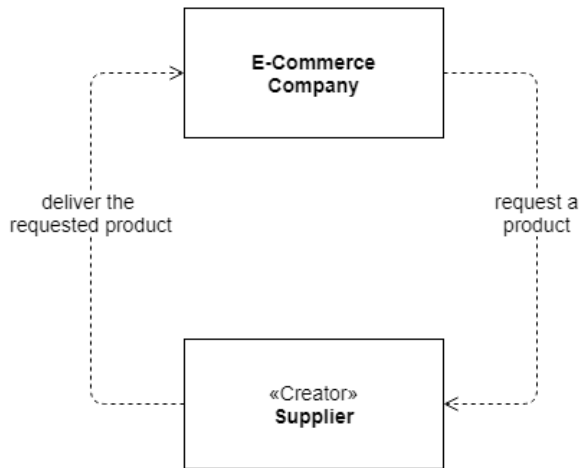 E-Commerce
Company
deliver the
requested product
request a
product
«Creator»
Supplier